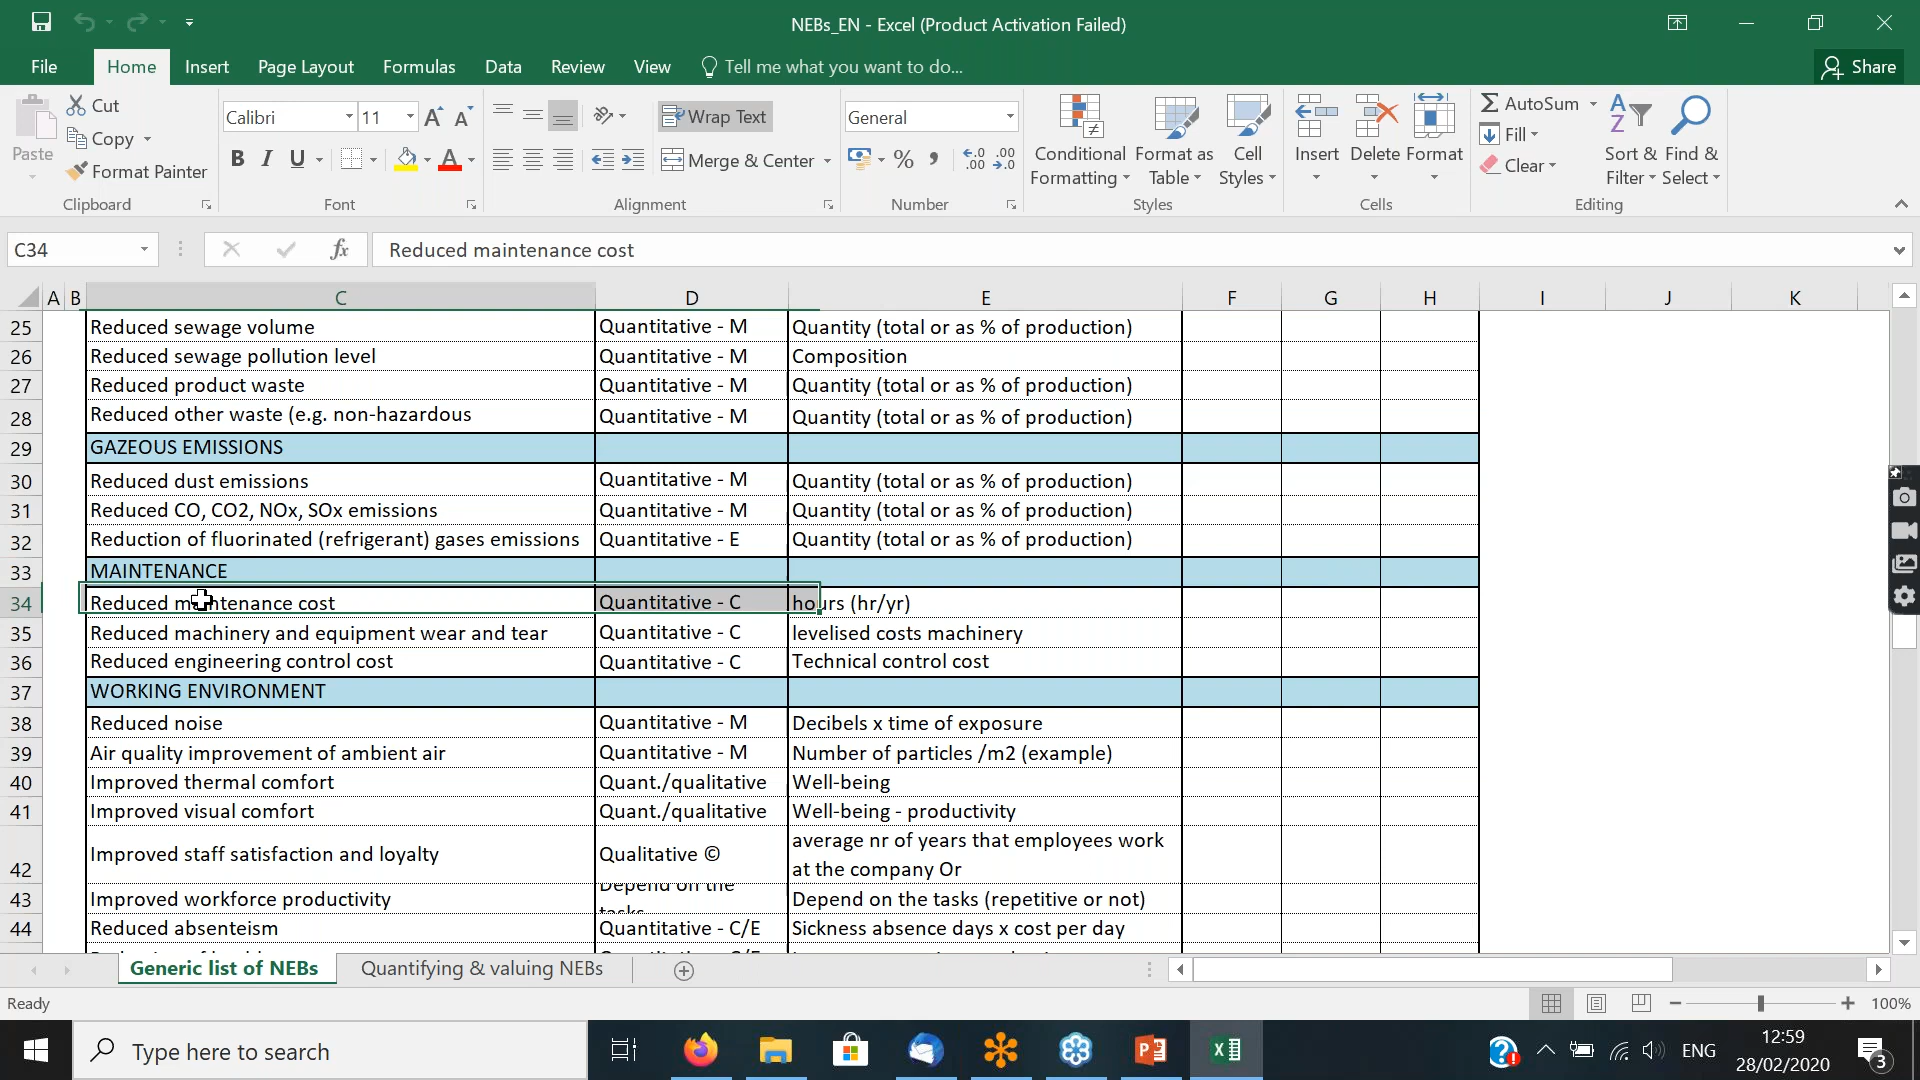 NEBs_EN - Excel (Product Activation Failed)
File Home Insert Page Layout Formulas Data Review View Tell me what you want to do... Share
Paste Cut Copy Format Painter
Clipboard
Calibri 11
B I U A
Font
Wrap Text
Merge & Center
Alignment
General
% , .00 .00
Number
Conditional Formatting
Format as Table
Cell Styles
Styles
Insert Delete Format
Cells
AutoSum
Fill
Clear
Sort & Filter
Find & Select
Editing
C34 fx Reduced maintenance cost
A B C D E F G H I J K
25 Reduced sewage volume Quantitative - M Quantity (total or as % of production)
26 Reduced sewage pollution level Quantitative - M Composition
27 Reduced product waste Quantitative - M Quantity (total or as % of production)
28 Reduced other waste (e.g. non-hazardous Quantitative - M Quantity (total or as % of production)
29 GAZEOUS EMISSIONS
30 Reduced dust emissions Quantitative - M Quantity (total or as % of production)
31 Reduced CO, CO2, NOx, SOx emissions Quantitative - M Quantity (total or as % of production)
32 Reduction of fluorinated (refrigerant) gases emissions Quantitative - E Quantity (total or as % of production)
33 MAINTENANCE
34 Reduced maintenance cost Quantitative - C hours (hr/yr)
35 Reduced machinery and equipment wear and tear Quantitative - C levelised costs machinery
36 Reduced engineering control cost Quantitative - C Technical control cost
37 WORKING ENVIRONMENT
38 Reduced noise Quantitative - M Decibels x time of exposure
39 Air quality improvement of ambient air Quantitative - M Number of particles /m2 (example)
40 Improved thermal comfort Quant./qualitative Well-being
41 Improved visual comfort Quant./qualitative Well-being - productivity
42 Improved staff satisfaction and loyalty Qualitative © average nr of years that employees work
at the company Or
43 Improved workforce productivity Depend on the tasks Depend on the tasks (repetitive or not)
44 Reduced absenteism Quantitative - C/E Sickness absence days x cost per day
Generic list of NEBs Quantifying & valuing NEBs
Ready 100%
Type here to search ENG 12:59
28/02/2020 3